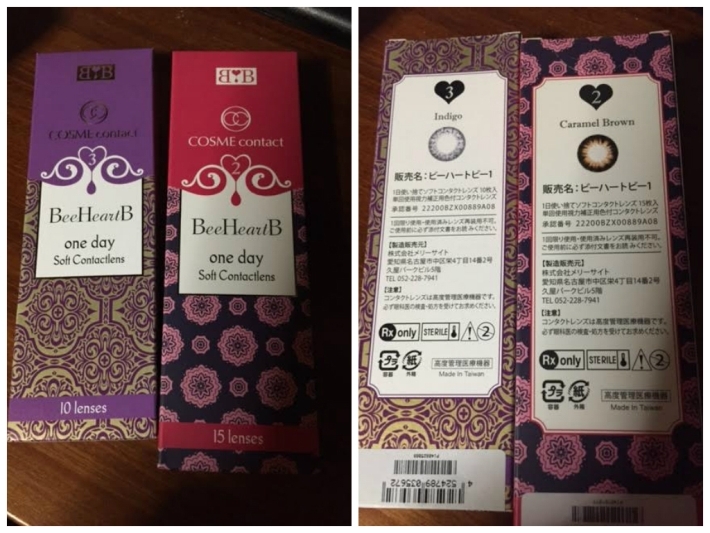 B♥B
COSME contact
3
BeeHeartB
one day
Soft Contactlens
10 lenses
B♥B
COSME contact
2
BeeHeartB
one day
Soft Contactlens
15 lenses
3
Indigo
販売名:ビーハートビー1
1日使い捨てソフトコンタクトレンズ 10枚入
単回使用視力補正用色付コンタクトレンズ
承認番号 22200BZX00889A08
1回限り使用・使用済みレンズ再装用不可。
ご使用前に必ず添付文書をお読みください。
【製造販売元】
株式会社メリーサイト
愛知県名古屋市中区栄4丁目14番2号
久屋パークビル5階
TEL 052-228-7941
【注意】
コンタクトレンズは高度管理医療機器です。
必ず眼科医の検査・処方を受けてお求めください。
Rx only
STERILE
2
プラ
容器
紙
外箱
高度管理医療機器
Made In Taiwan
4 524789 035672
2
Caramel Brown
販売名:ビーハートビー1
1日使い捨てソフトコンタクトレンズ 15枚入
単回使用視力補正用色付コンタクトレンズ
承認番号 22200BZX00889A08
1回限り使用・使用済みレンズ再装用不可。
ご使用前に必ず添付文書をお読みください。
【製造販売元】
株式会社メリーサイト
愛知県名古屋市中区栄4丁目14番2号
久屋パークビル5階
TEL 052-228-7941
【注意】
コンタクトレンズは高度管理医療機器です。
必ず眼科医の検査・処方を受けてお求めください。
Rx only
STERILE
2
プラ
容器
紙
外箱
高度管理医療機器
Made In Taiwan